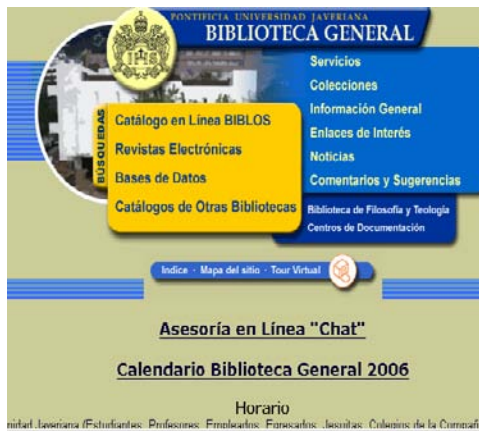 PONTIFICIA UNIVERSIDAD JAVERIANA
BIBLIOTECA GENERAL
Servicios
Colecciones
Información General
Enlaces de Interés
Noticias
Comentarios y Sugerencias
Biblioteca de Filosofía y Teología
Centros de Documentación
BÚSQUEDAS
Catálogo en Línea BIBLOS
Revistas Electrónicas
Bases de Datos
Catálogos de Otras Bibliotecas
Indice · Mapa del sitio · Tour Virtual
Asesoría en Línea "Chat"
Calendario Biblioteca General 2006
Horario
nidad Javeriana (Estudiantes, Profesores, Empleados, Egresados, Jesuitas, Colegios de la Compañ